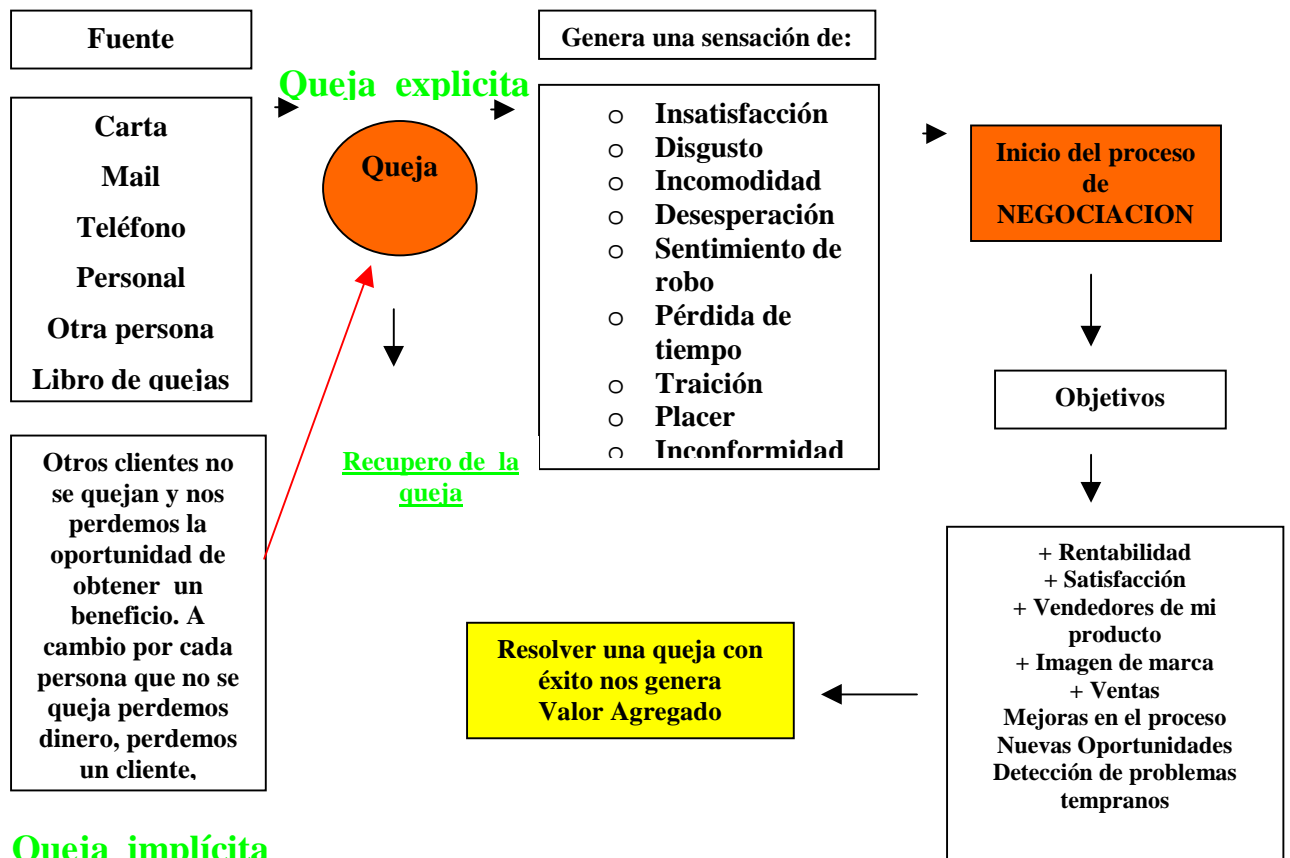 Fuente
Carta
Mail
Teléfono
Personal
Otra persona
Libro de quejas
Otros clientes no
se quejan y nos
perdemos la
oportunidad de
obtener un
beneficio. A
cambio por cada
persona que no se
queja perdemos
dinero, perdemos
un cliente,
Queja implícita
Queja explicita
Queja
Recupero de la
queja
Genera una sensación de:
o Insatisfacción
o Disgusto
o Incomodidad
o Desesperación
o Sentimiento de
robo
o Pérdida de
tiempo
o Traición
o Placer
o Inconformidad
Inicio del proceso
de
NEGOCIACION
Objetivos
+ Rentabilidad
+ Satisfacción
+ Vendedores de mi
producto
+ Imagen de marca
+ Ventas
Mejoras en el proceso
Nuevas Oportunidades
Detección de problemas
tempranos
Resolver una queja con
éxito nos genera
Valor Agregado